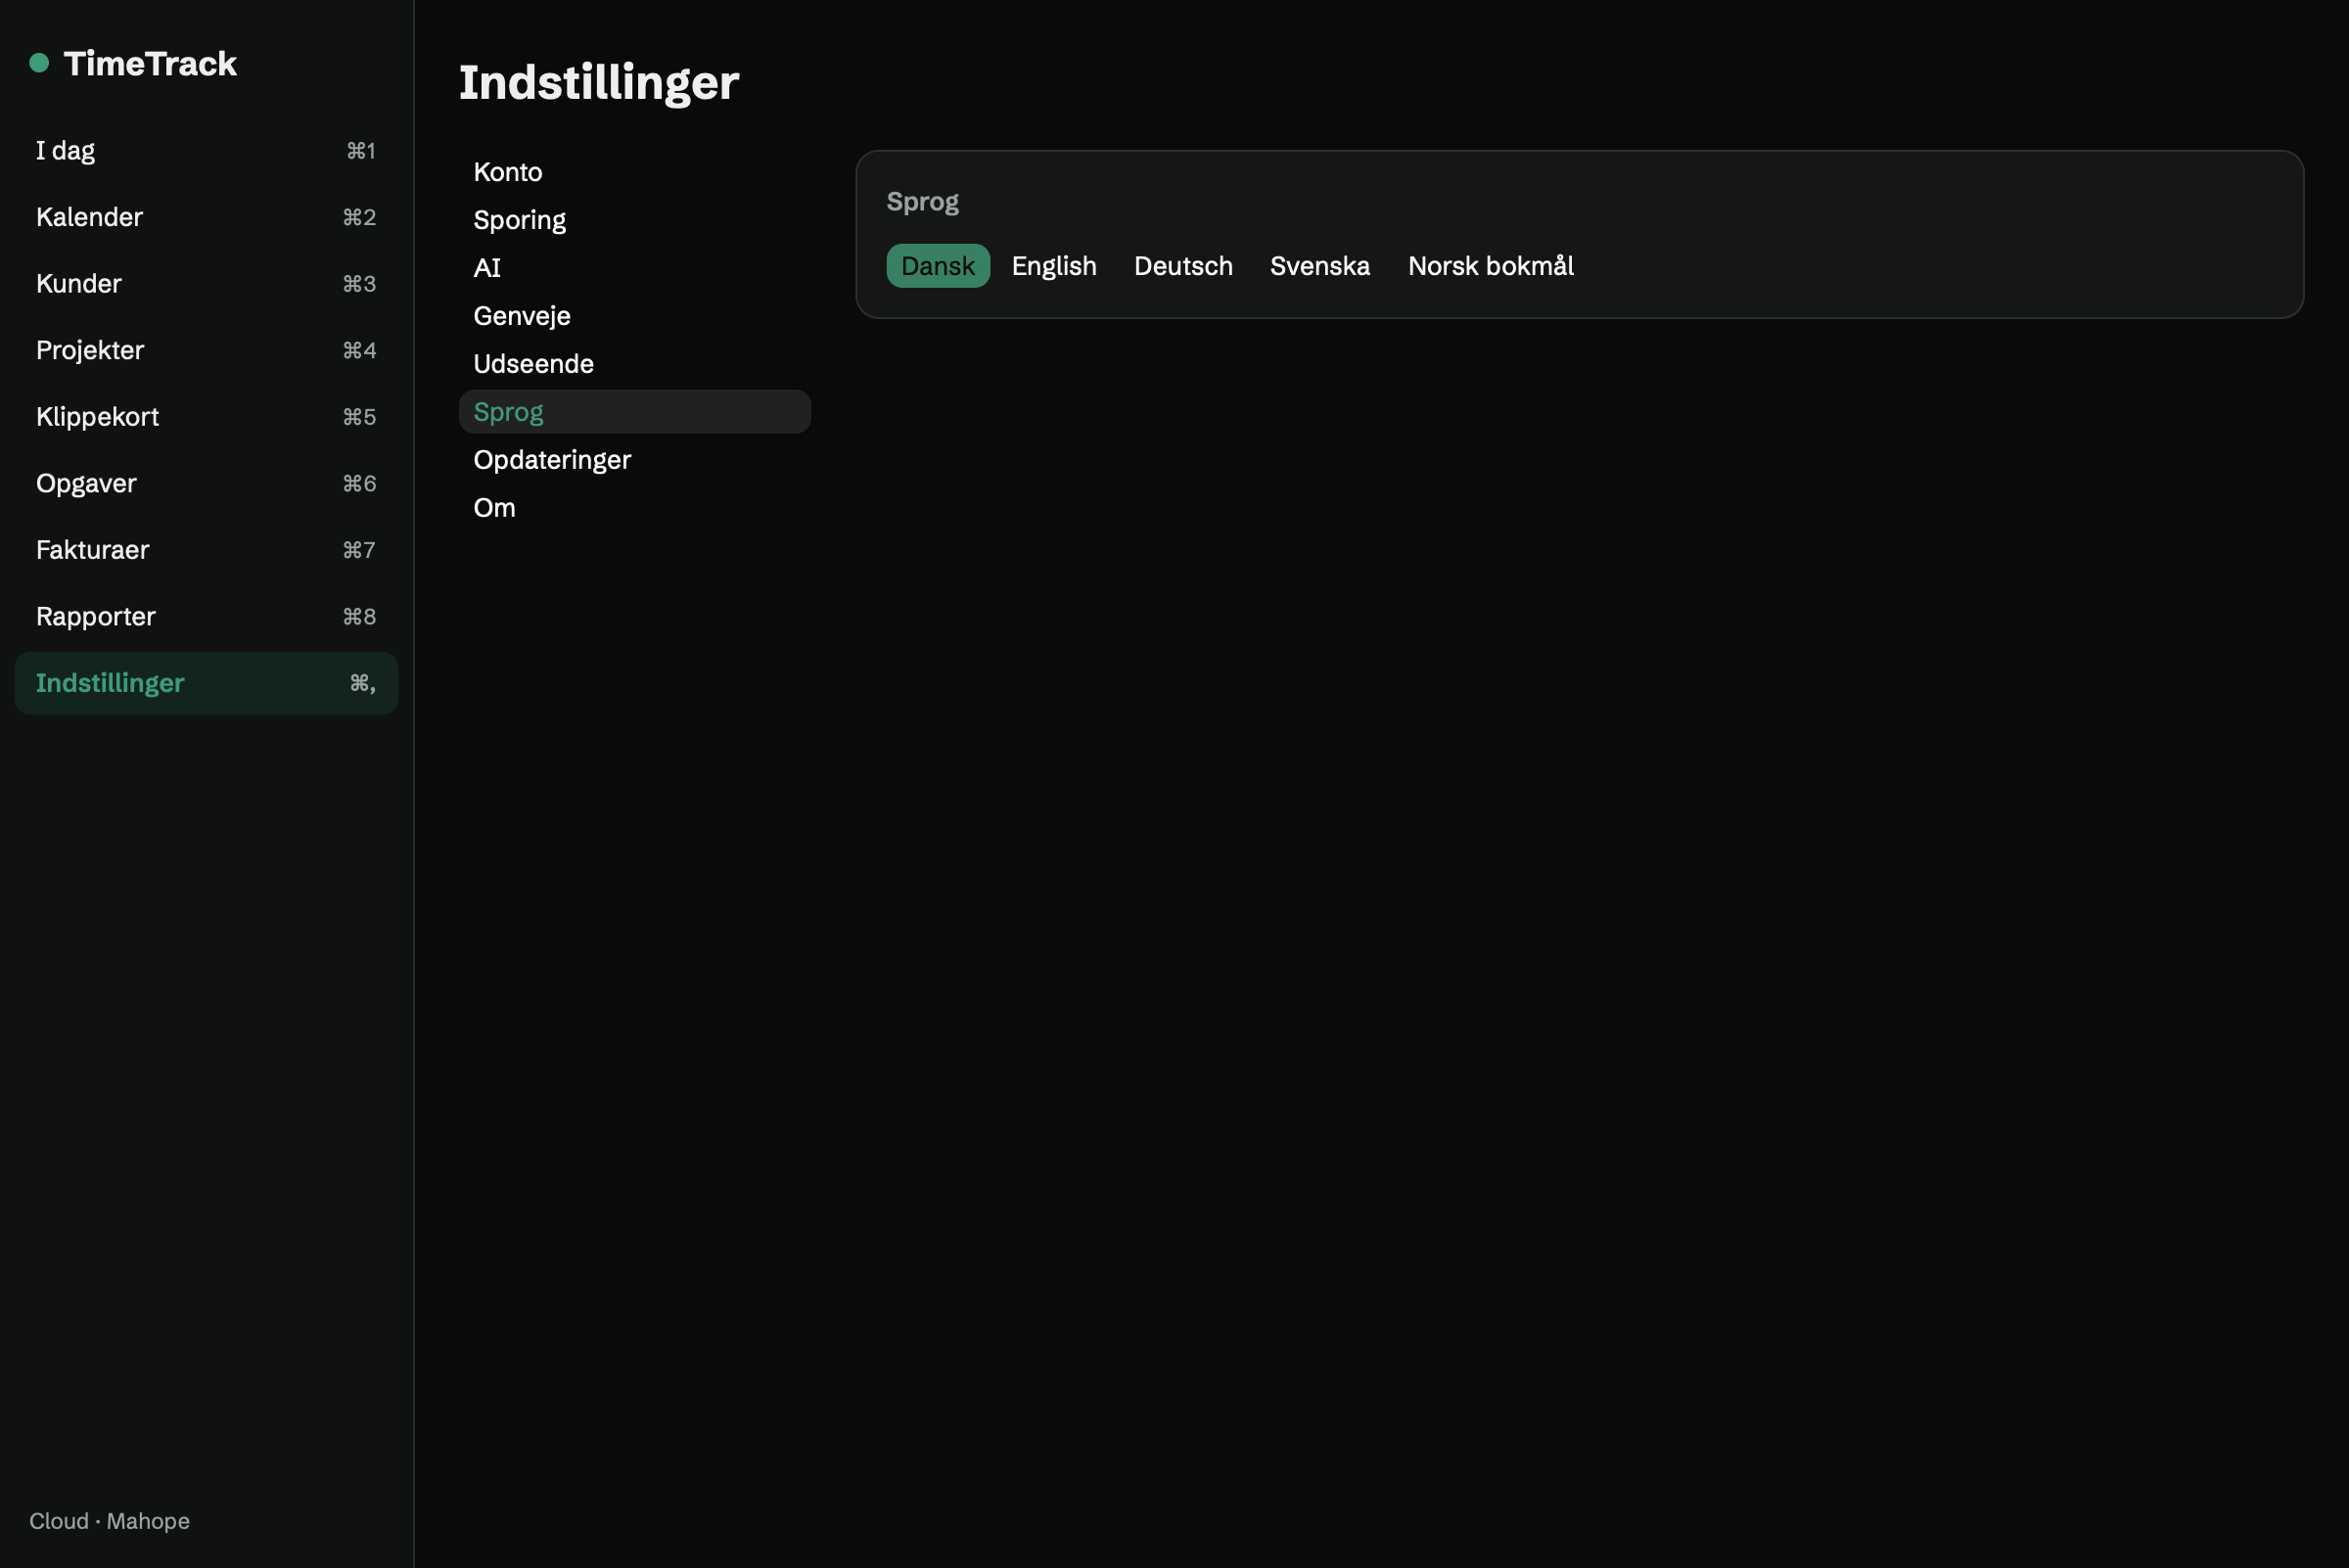 TimeTrack
I dag ⌘1
Kalender ⌘2
Kunder ⌘3
Projekter ⌘4
Klippekort ⌘5
Opgaver ⌘6
Fakturaer ⌘7
Rapporter ⌘8
Indstillinger ⌘,
Cloud · Mahope
Indstillinger
Konto
Sporing
AI
Genveje
Udseende
Sprog
Opdateringer
Om
Sprog
Dansk English Deutsch Svenska Norsk bokmål